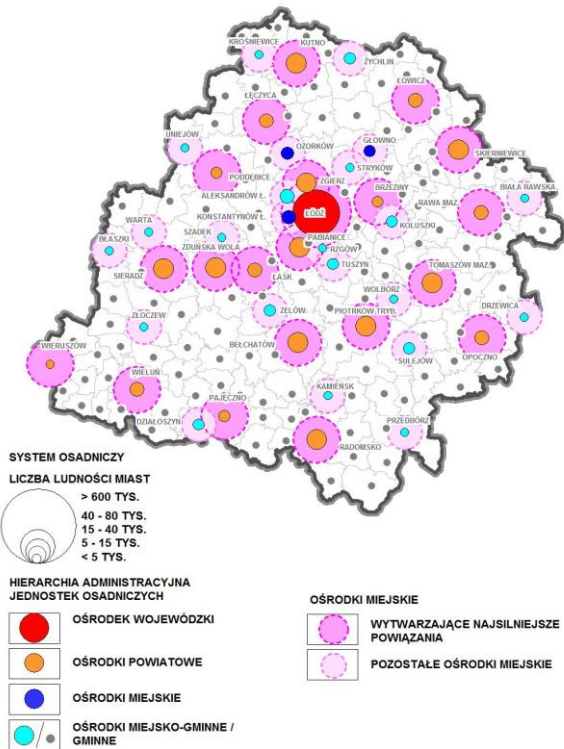 KROŚNIEWICE
KUTNO
ŻYCHLIN
ŁOWICZ
ŁĘCZYCA
UNIEJÓW
OZORKÓW
GŁOWNO
SKIERNIEWICE
PODDĘBICE
ZGIERZ
STRYKÓW
ALEKSANDRÓW Ł.
BRZEZINY
RAWA MAZ.
BIAŁA RAWSKA
WARTA
KONSTANTYNÓW Ł.
ŁÓDŹ
KOLUSZKI
BŁASZKI
SZADEK
PABIANICE
RZGÓW
ZDUŃSKA WOLA
TUSZYN
SIERADZ
ŁASK
TOMASZÓW MAZ.
WOLBÓRZ
ZŁOCZEW
ZELÓW
PIOTRKÓW TRYB.
DRZEWICA
WIERUSZÓW
BEŁCHATÓW
SULEJÓW
OPOCZNO
WIELUŃ
KAMIEŃSK
PAJĘCZNO
DZIAŁOSZYN
PRZEDBÓRZ
RADOMSKO
SYSTEM OSADNICZY
LICZBA LUDNOŚCI MIAST
> 600 TYS.
40 - 80 TYS.
15 - 40 TYS.
5 - 15 TYS.
< 5 TYS.
HIERARCHIA ADMINISTRACYJNA
JEDNOSTEK OSADNICZYCH
OŚRODEK WOJEWÓDZKI
OŚRODKI POWIATOWE
OŚRODKI MIEJSKIE
/
OŚRODKI MIEJSKO-GMINNE /
GMINNE
OŚRODKI MIEJSKIE
WYTWARZAJĄCE NAJSILNIEJSZE
POWIĄZANIA
POZOSTAŁE OŚRODKI MIEJSKIE